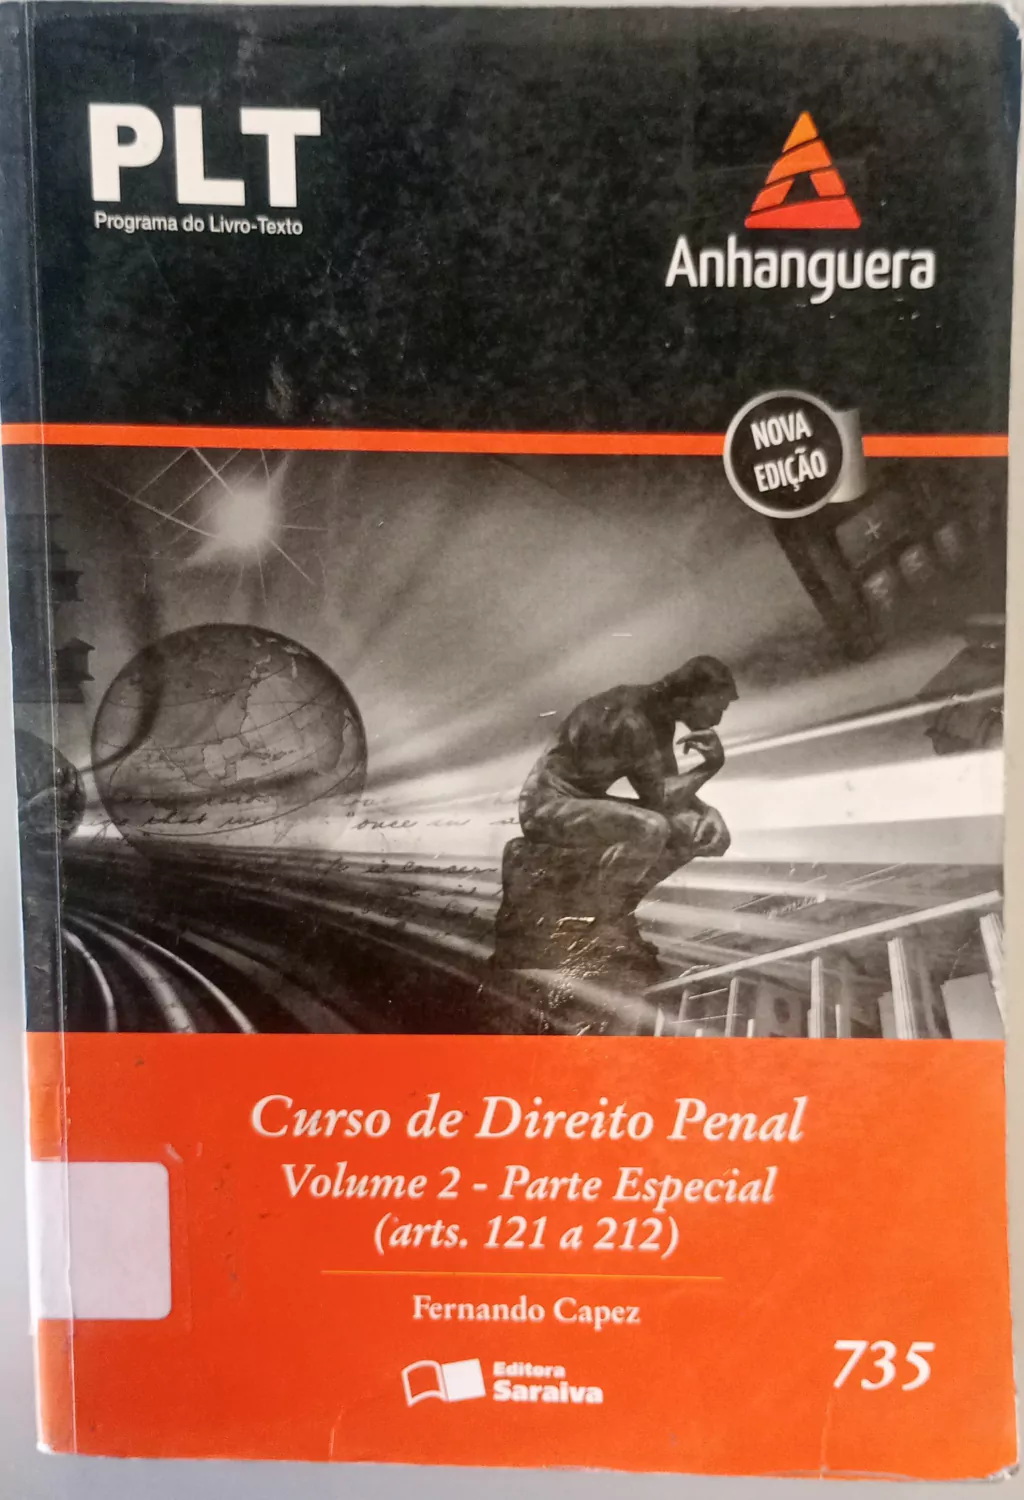 PLT
Programa do Livro-Texto
Anhanguera
NOVA
EDIÇÃO
"once
Curso de Direito Penal
Volume 2 - Parte Especial
(arts. 121 a 212)
Fernando Capez
Editora
Saraiva
735